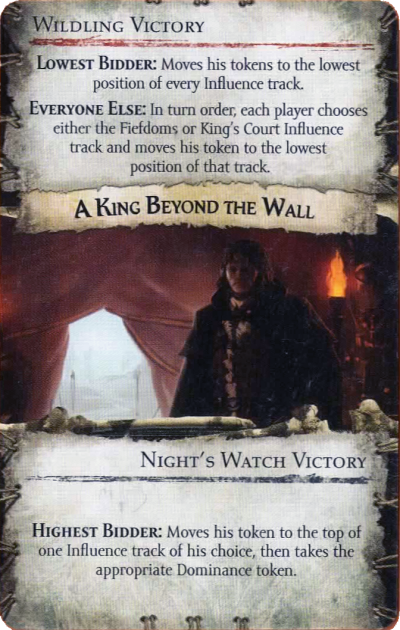 Wildling Victory
Lowest Bidder: Moves his tokens to the lowest
position of every Influence track.
Everyone Else: In turn order, each player chooses
either the Fiefdoms or King's Court Influence
track and moves his token to the lowest
position of that track.
A King Beyond the Wall
Night's Watch Victory
Highest Bidder: Moves his token to the top of
one Influence track of his choice, then takes the
appropriate Dominance token.